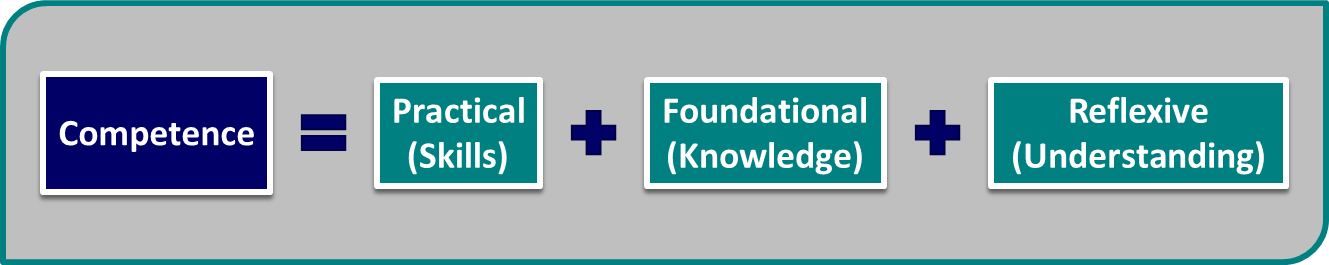 Competence
=
Practical
(Skills)
+
Foundational
(Knowledge)
+
Reflexive
(Understanding)